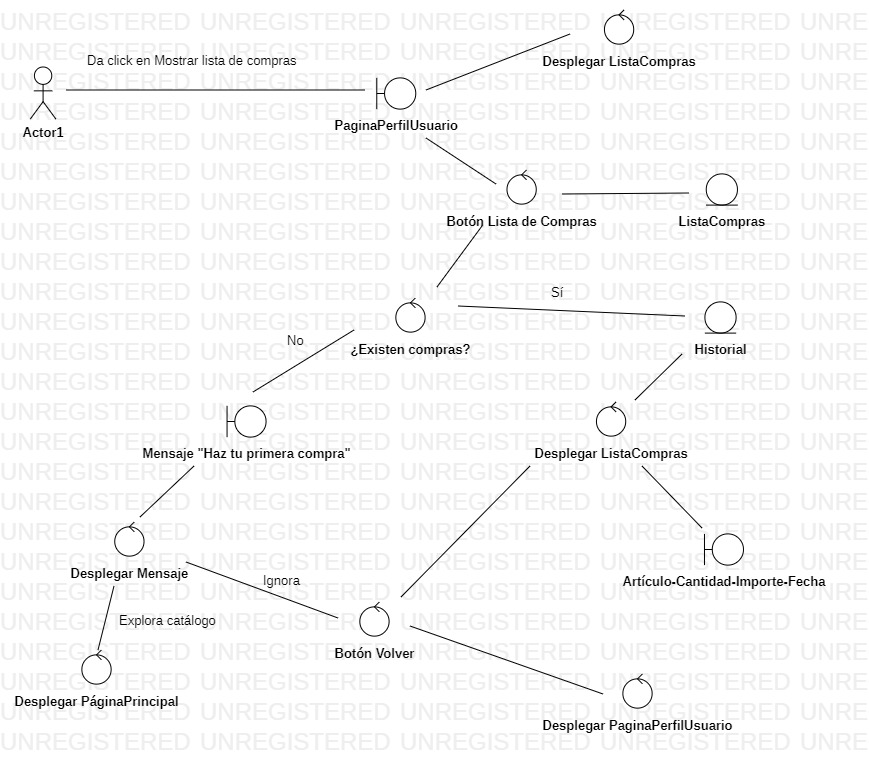 Desplegar ListaCompras
Da click en Mostrar lista de compras
Actor1
PaginaPerfilUsuario
Botón Lista de Compras
ListaCompras
Sí
No
¿Existen compras?
Historial
Mensaje "Haz tu primera compra"
Desplegar ListaCompras
Desplegar Mensaje
Ignora
Artículo-Cantidad-Importe-Fecha
Explora catálogo
Botón Volver
Desplegar PáginaPrincipal
Desplegar PaginaPerfilUsuario
UNREGISTERED